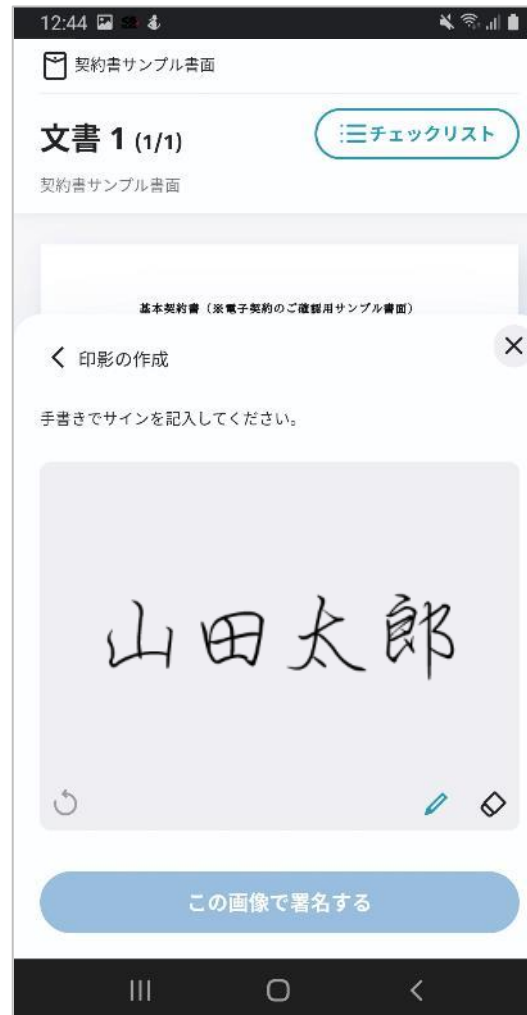 12:44
契約書サンプル書面
文書 1 (1/1)
チェックリスト
契約書サンプル書面
基本契約書（※電子契約のご確認用サンプル書面）
印影の作成
手書きでサインを記入してください。
山田太郎
この画像で署名する